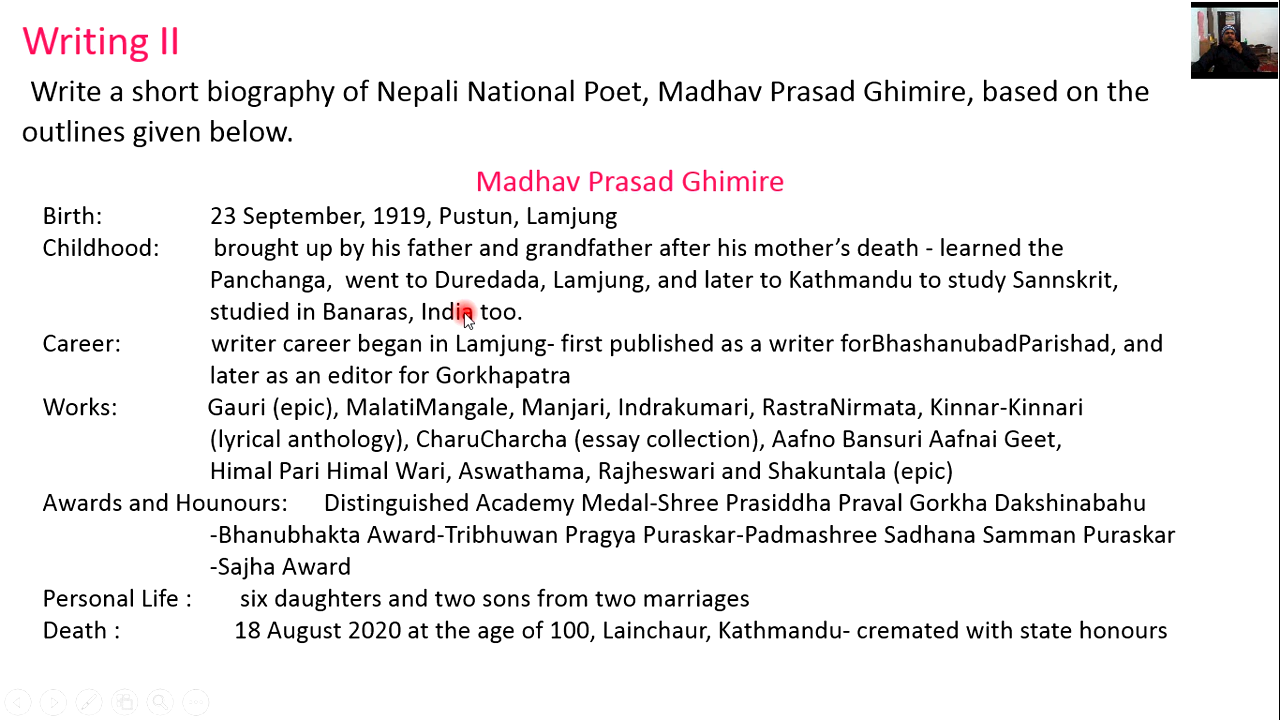 Writing II
Write a short biography of Nepali National Poet, Madhav Prasad Ghimire, based on the
outlines given below.
Madhav Prasad Ghimire
Birth: 23 September, 1919, Pustun, Lamjung
Childhood: brought up by his father and grandfather after his mother’s death - learned the
Panchanga, went to Duredada, Lamjung, and later to Kathmandu to study Sannskrit,
studied in Banaras, India too.
Career: writer career began in Lamjung- first published as a writer forBhashanubadParishad, and
later as an editor for Gorkhapatra
Works: Gauri (epic), MalatiMangale, Manjari, Indrakumari, RastraNirmata, Kinnar-Kinnari
(lyrical anthology), CharuCharcha (essay collection), Aafno Bansuri Aafnai Geet,
Himal Pari Himal Wari, Aswathama, Rajheswari and Shakuntala (epic)
Awards and Hounours: Distinguished Academy Medal-Shree Prasiddha Praval Gorkha Dakshinabahu
-Bhanubhakta Award-Tribhuwan Pragya Puraskar-Padmashree Sadhana Samman Puraskar
-Sajha Award
Personal Life : six daughters and two sons from two marriages
Death : 18 August 2020 at the age of 100, Lainchaur, Kathmandu- cremated with state honours